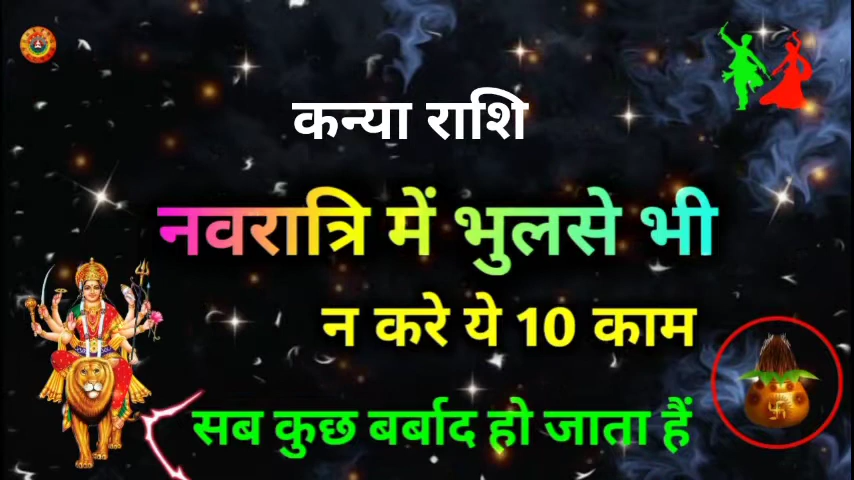 कन्या राशि
नवरात्रि में भुलसे भी
न करे ये 10 काम
सब कुछ बर्बाद हो जाता हैं